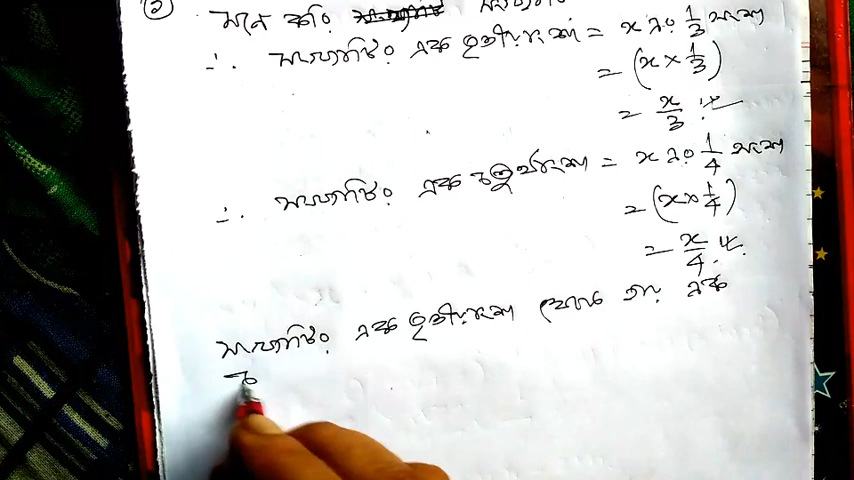 ②
মনে করি
∴ সংখ্যাটির এক তৃতীয়াংশ = x এর 1/3 অংশ
= (x × 1/3)
= x/3
∴ সংখ্যাটির এক চতুর্থাংশ = x এর 1/4 অংশ
= (x × 1/4)
= x/4
সংখ্যাটির এক তৃতীয়াংশ থেকে তার এক